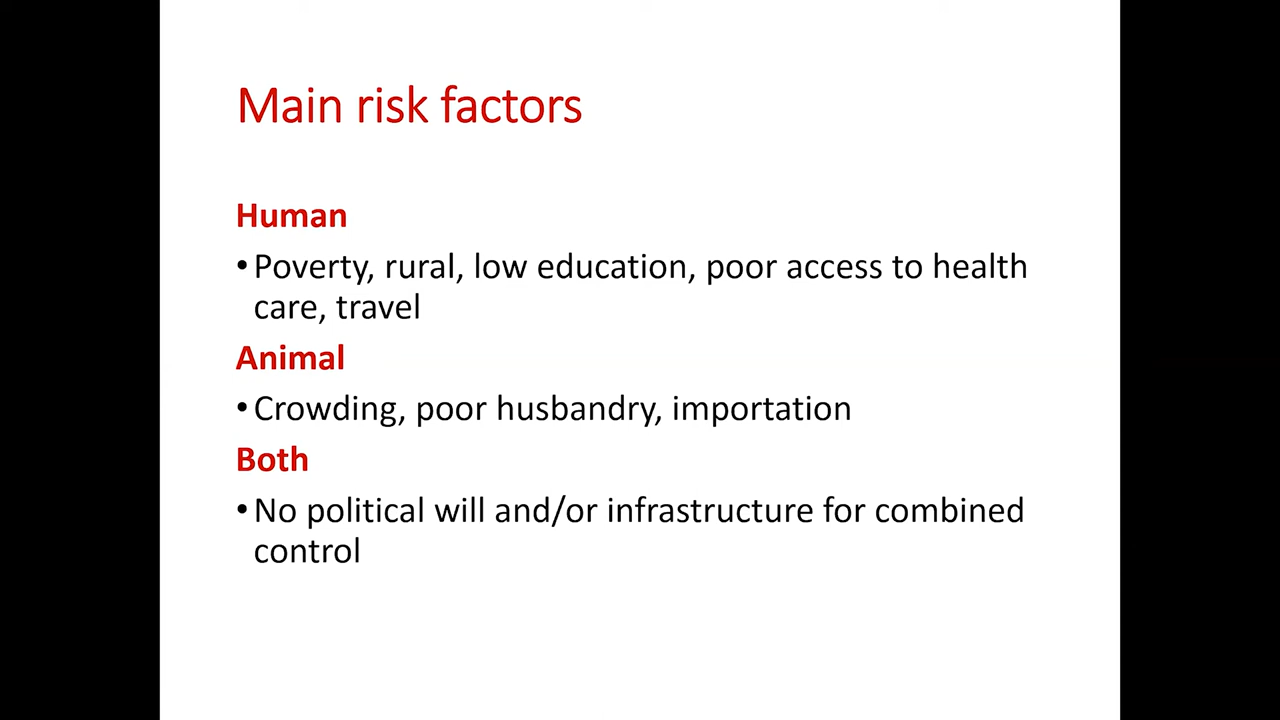 Main risk factors
Human
•Poverty, rural, low education, poor access to health
care, travel
Animal
•Crowding, poor husbandry, importation
Both
•No political will and/or infrastructure for combined
control